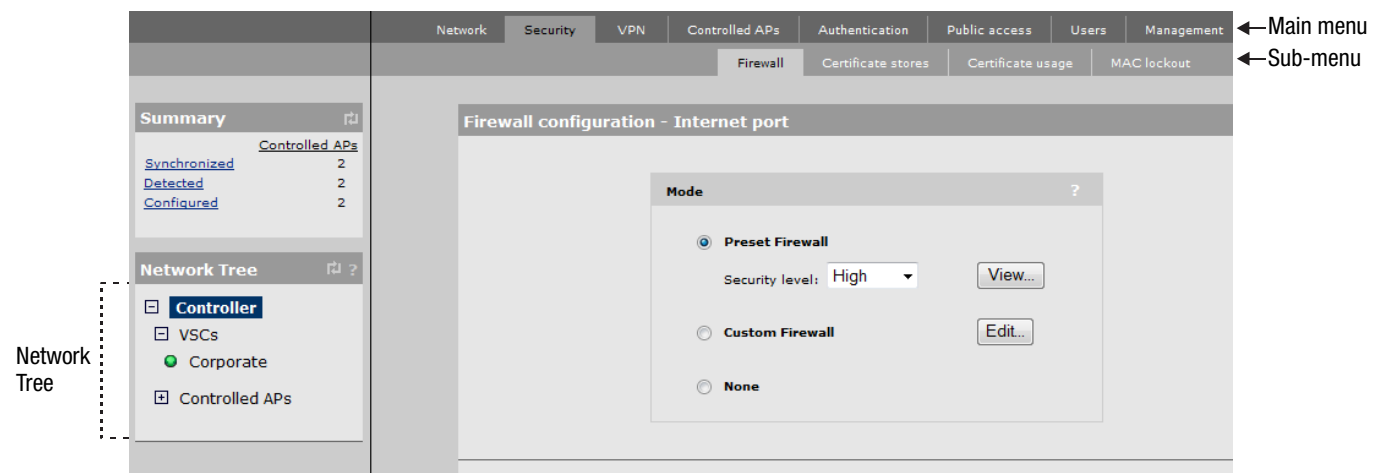 Network Security VPN Controlled APs Authentication Public access Users Management Main menu
Firewall Certificate stores Certificate usage MAC lockout Sub-menu
Summary
Controlled APs
Synchronized 2
Detected 2
Configured 2
Network Tree ?
Controller
VSCs
Corporate
Controlled APs
Network
Tree
Firewall configuration - Internet port
Mode ?
Preset Firewall
Security level: High View...
Custom Firewall Edit...
None